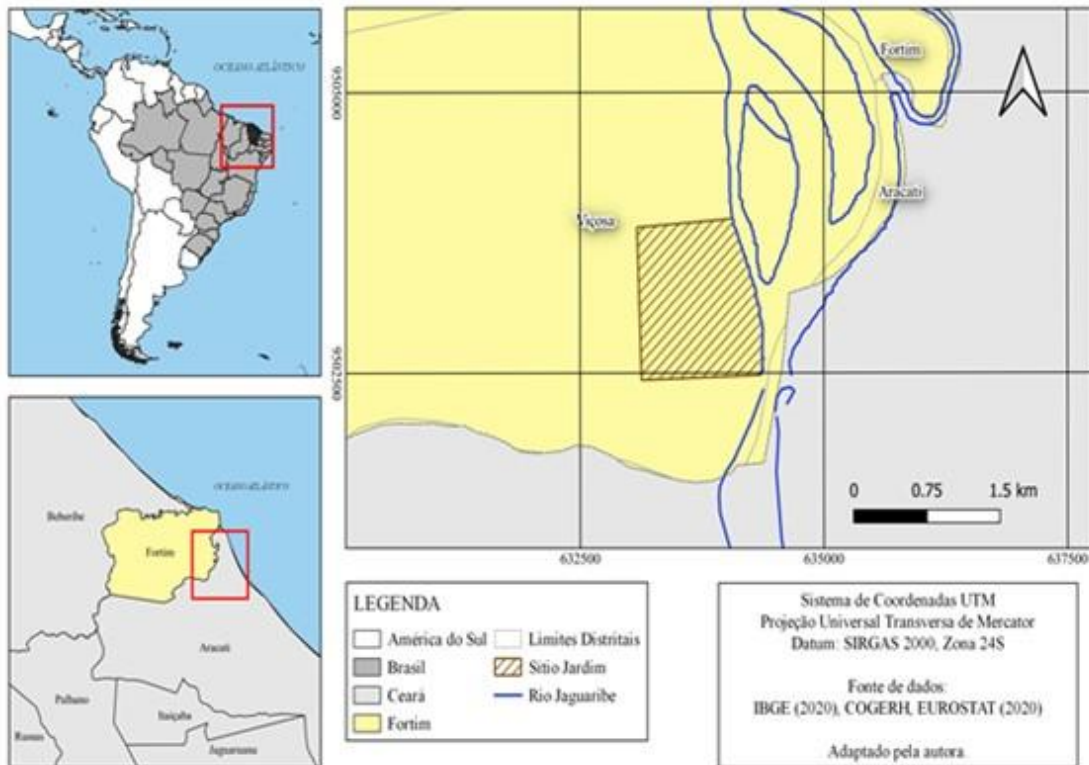 OCEANO ATLÁNTICO
Fortim
9505000
Aracati
Viçosa
9502500
0 0.75 1.5 km
632500 635000 637500
OCEANO ATLÁNTICO
Beberibe
Fortim
Aracati
Palhano
Itaiçaba
Russas
Jaguaruana
LEGENDA
América do Sul
Brasil
Ceará
Fortim
Limites Distritais
Sítio Jardim
Rio Jaguaribe
Sistema de Coordenadas UTM
Projeção Universal Transversa de Mercator
Datum: SIRGAS 2000, Zona 24S
Fonte de dados:
IBGE (2020), COGERH, EUROSTAT (2020)
Adaptado pela autora.